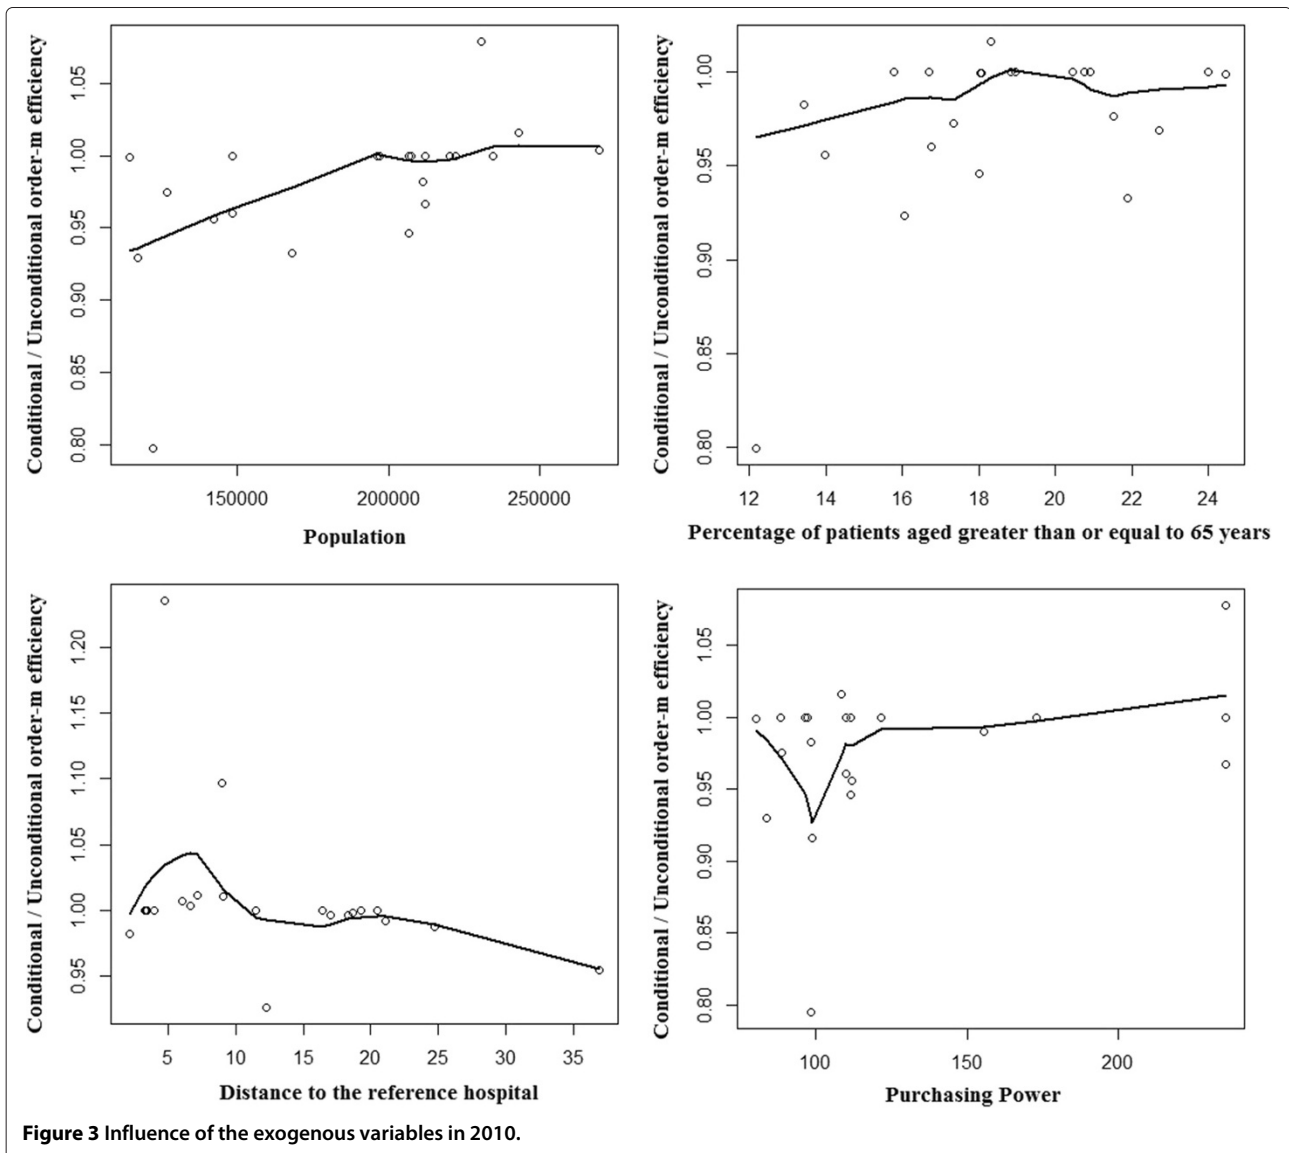 Conditional / Unconditional order-m efficiency
1.05
1.00
0.95
0.90
0.85
0.80
150000 200000 250000
Population
Conditional / Unconditional order-m efficiency
1.00
0.95
0.90
0.85
0.80
12 14 16 18 20 22 24
Percentage of patients aged greater than or equal to 65 years
Conditional / Unconditional order-m efficiency
1.20
1.15
1.10
1.05
1.00
0.95
5 10 15 20 25 30 35
Distance to the reference hospital
Conditional / Unconditional order-m efficiency
1.05
1.00
0.95
0.90
0.85
0.80
100 150 200
Purchasing Power
Figure 3 Influence of the exogenous variables in 2010.